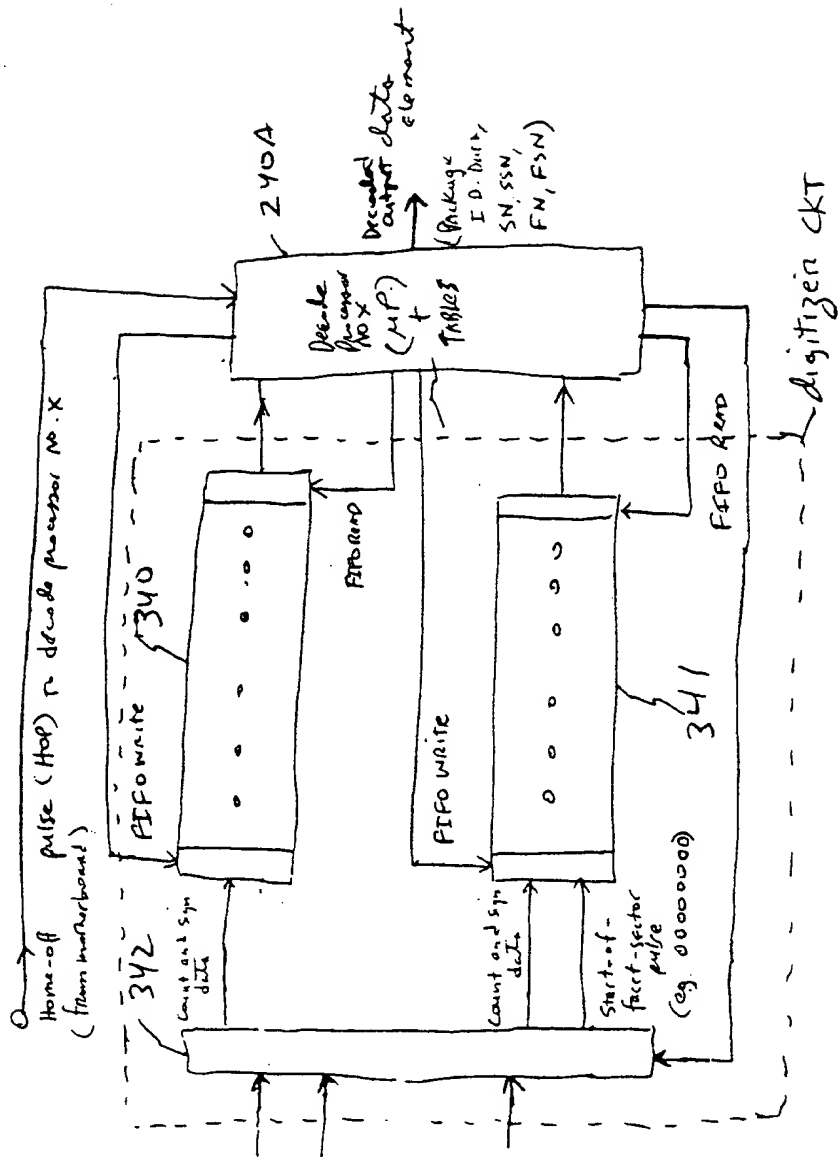 Home-off pulse (HOP) to decode processor No. X
(from motherboard)
342
FIFO WRITE
340
240A
Count and sign
data
FIFO READ
Decode
Processor
No X
(MP.)
+
TABLES
Decoded
output data
element
(Package
I.D. Data,
SN, SSN,
FN, FSN)
FIFO WRITE
Count and sign
data
Start-of-
facet-sector
pulse
(eg. 00000000)
341
FIFO READ
digitizer CKT